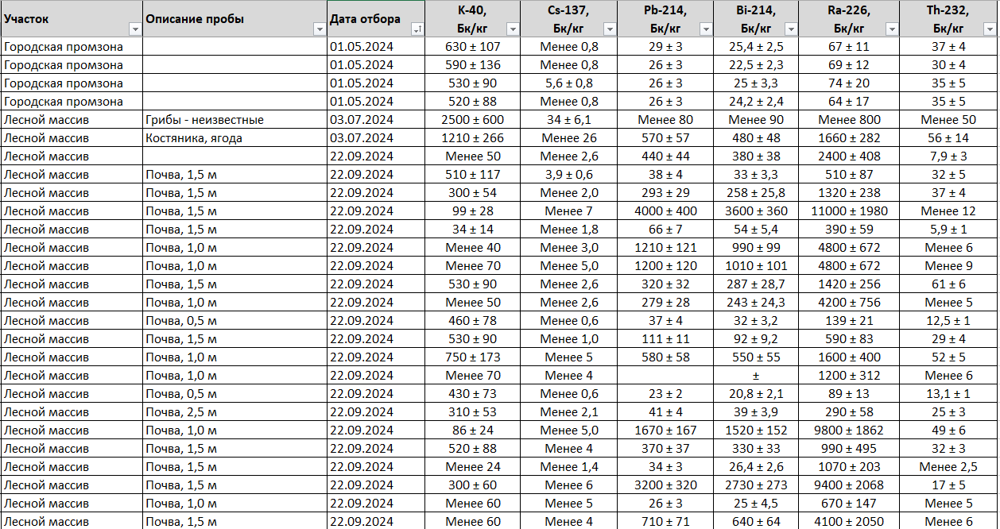 Участок Описание пробы Дата отбора K-40, Бк/кг Cs-137, Бк/кг Pb-214, Бк/кг Bi-214, Бк/кг Ra-226, Бк/кг Th-232, Бк/кг
Городская промзона 01.05.2024 630 ± 107 Менее 0,8 29 ± 3 25,4 ± 2,5 67 ± 11 37 ± 4
Городская промзона 01.05.2024 590 ± 136 Менее 0,8 26 ± 3 22,5 ± 2,3 69 ± 12 30 ± 4
Городская промзона 01.05.2024 530 ± 90 5,6 ± 0,8 26 ± 3 25 ± 3,3 74 ± 20 35 ± 5
Городская промзона 01.05.2024 520 ± 88 Менее 0,8 26 ± 3 24,2 ± 2,4 64 ± 17 35 ± 5
Лесной массив Грибы - неизвестные 03.07.2024 2500 ± 600 34 ± 6,1 Менее 80 Менее 90 Менее 800 Менее 50
Лесной массив Костяника, ягода 03.07.2024 1210 ± 266 Менее 26 570 ± 57 480 ± 48 1660 ± 282 56 ± 14
Лесной массив 22.09.2024 Менее 50 Менее 2,6 440 ± 44 380 ± 38 2400 ± 408 7,9 ± 3
Лесной массив Почва, 1,5 м 22.09.2024 510 ± 117 3,9 ± 0,6 38 ± 4 33 ± 3,3 510 ± 87 32 ± 5
Лесной массив Почва, 1,5 м 22.09.2024 300 ± 54 Менее 2,0 293 ± 29 258 ± 25,8 1320 ± 238 37 ± 4
Лесной массив Почва, 1,5 м 22.09.2024 99 ± 28 Менее 7 4000 ± 400 3600 ± 360 11000 ± 1980 Менее 12
Лесной массив Почва, 1,5 м 22.09.2024 34 ± 14 Менее 1,8 66 ± 7 54 ± 5,4 390 ± 59 5,9 ± 1
Лесной массив Почва, 1,0 м 22.09.2024 Менее 40 Менее 3,0 1210 ± 121 990 ± 99 4800 ± 672 Менее 6
Лесной массив Почва, 1,0 м 22.09.2024 Менее 70 Менее 5,0 1200 ± 120 1010 ± 101 4800 ± 672 Менее 9
Лесной массив Почва, 1,5 м 22.09.2024 530 ± 90 Менее 2,6 320 ± 32 287 ± 28,7 1420 ± 256 61 ± 6
Лесной массив Почва, 1,0 м 22.09.2024 Менее 50 Менее 2,6 279 ± 28 243 ± 24,3 4200 ± 756 Менее 5
Лесной массив Почва, 0,5 м 22.09.2024 460 ± 78 Менее 0,6 37 ± 4 32 ± 3,2 139 ± 21 12,5 ± 1
Лесной массив Почва, 1,5 м 22.09.2024 530 ± 90 Менее 1,0 111 ± 11 92 ± 9,2 590 ± 83 29 ± 4
Лесной массив Почва, 1,0 м 22.09.2024 750 ± 173 Менее 5 580 ± 58 550 ± 55 1600 ± 400 52 ± 5
Лесной массив Почва, 1,0 м 22.09.2024 Менее 70 Менее 4 ± 1200 ± 312 Менее 6
Лесной массив Почва, 0,5 м 22.09.2024 430 ± 73 Менее 0,6 23 ± 2 20,8 ± 2,1 89 ± 13 13,1 ± 1
Лесной массив Почва, 2,5 м 22.09.2024 310 ± 53 Менее 2,1 41 ± 4 39 ± 3,9 290 ± 58 25 ± 3
Лесной массив Почва, 1,0 м 22.09.2024 86 ± 24 Менее 5,0 1670 ± 167 1520 ± 152 9800 ± 1862 49 ± 6
Лесной массив Почва, 1,5 м 22.09.2024 520 ± 88 Менее 4 370 ± 37 330 ± 33 990 ± 495 32 ± 3
Лесной массив Почва, 1,5 м 22.09.2024 Менее 24 Менее 1,4 34 ± 3 26,4 ± 2,6 1070 ± 203 Менее 2,5
Лесной массив Почва, 1,5 м 22.09.2024 300 ± 60 Менее 6 3200 ± 320 2730 ± 273 9400 ± 2068 17 ± 5
Лесной массив Почва, 1,0 м 22.09.2024 Менее 60 Менее 5 26 ± 3 25 ± 4,5 670 ± 147 Менее 5
Лесной массив Почва, 1,5 м 22.09.2024 Менее 60 Менее 4 710 ± 71 640 ± 64 4100 ± 2050 Менее 6